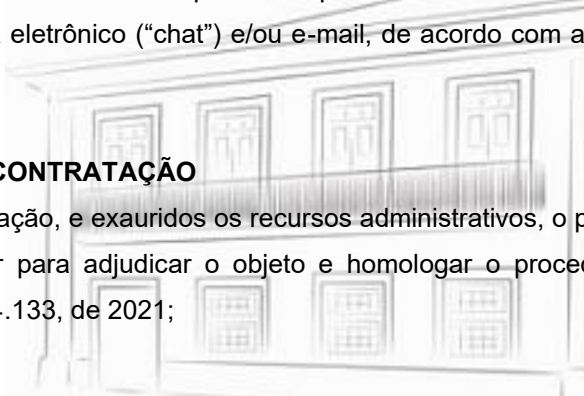 eletrônico (“chat”) e/ou e-mail, de acordo com a
CONTRATAÇÃO
ação, e exauridos os recursos administrativos, o p
r para adjudicar o objeto e homologar o proced
.133, de 2021;